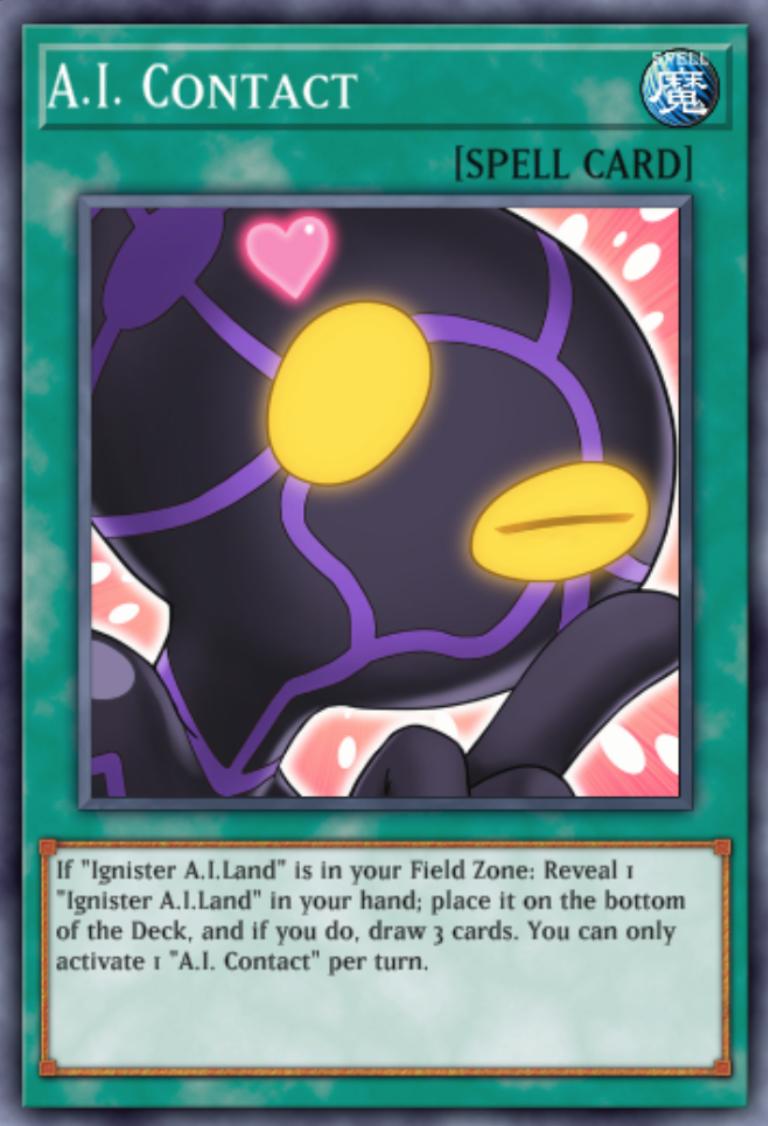 A.I. CONTACT
SPELL
魔
[SPELL CARD]
If "Ignister A.I.Land" is in your Field Zone: Reveal 1
"Ignister A.I.Land" in your hand; place it on the bottom
of the Deck, and if you do, draw 3 cards. You can only
activate 1 "A.I. Contact" per turn.